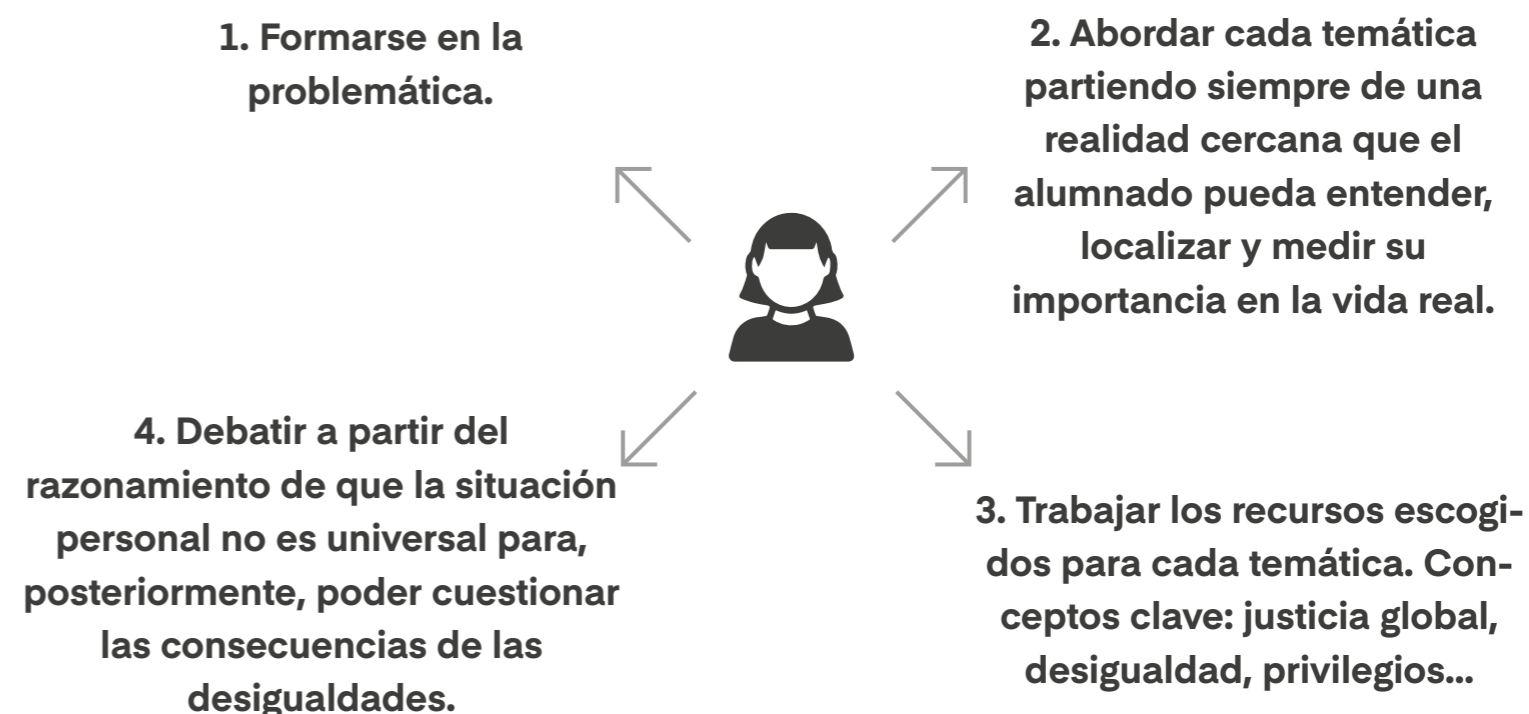 1. Formarse en la
problemática.
2. Abordar cada temática
partiendo siempre de una
realidad cercana que el
alumnado pueda entender,
localizar y medir su
importancia en la vida real.
3. Trabajar los recursos escogi-
dos para cada temática. Con-
ceptos clave: justicia global,
desigualdad, privilegios...
4. Debatir a partir del
razonamiento de que la situación
personal no es universal para,
posteriormente, poder cuestionar
las consecuencias de las
desigualdades.